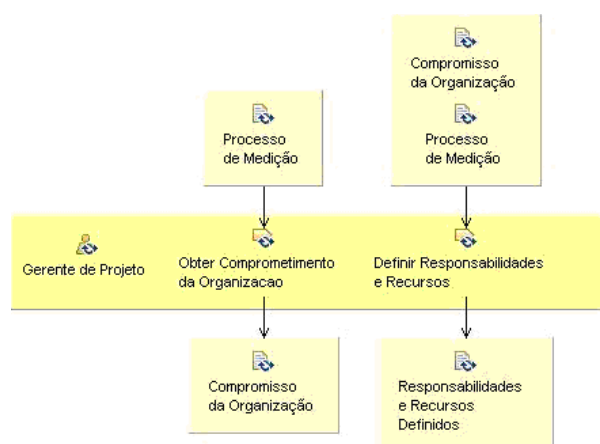 Compromisso
da Organização
Processo
de Medição
Processo
de Medição
Gerente de Projeto
Obter Comprometimento
da Organizacao
Definir Responsabilidades
e Recursos
Compromisso
da Organização
Responsabilidades
e Recursos
Definidos